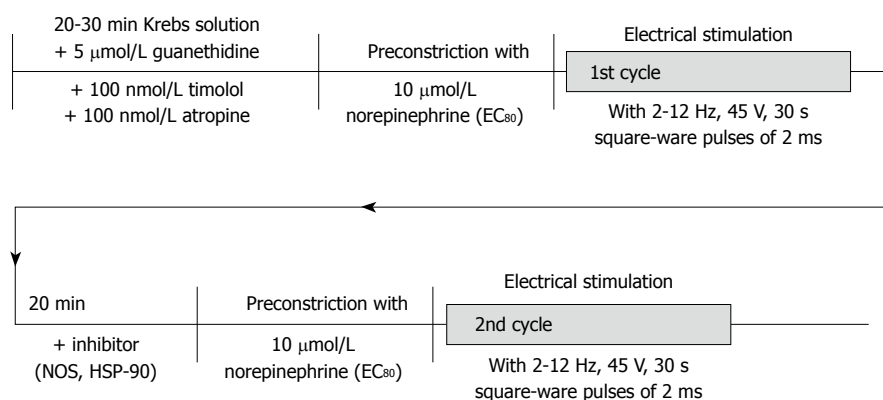 20-30 min Krebs solution
+ 5 μmol/L guanethidine
+ 100 nmol/L timolol
+ 100 nmol/L atropine
Preconstriction with
10 μmol/L
norepinephrine (EC₈₀)
Electrical stimulation
1st cycle
With 2-12 Hz, 45 V, 30 s
square-ware pulses of 2 ms
20 min
+ inhibitor
(NOS, HSP-90)
Preconstriction with
10 μmol/L
norepinephrine (EC₈₀)
Electrical stimulation
2nd cycle
With 2-12 Hz, 45 V, 30 s
square-ware pulses of 2 ms